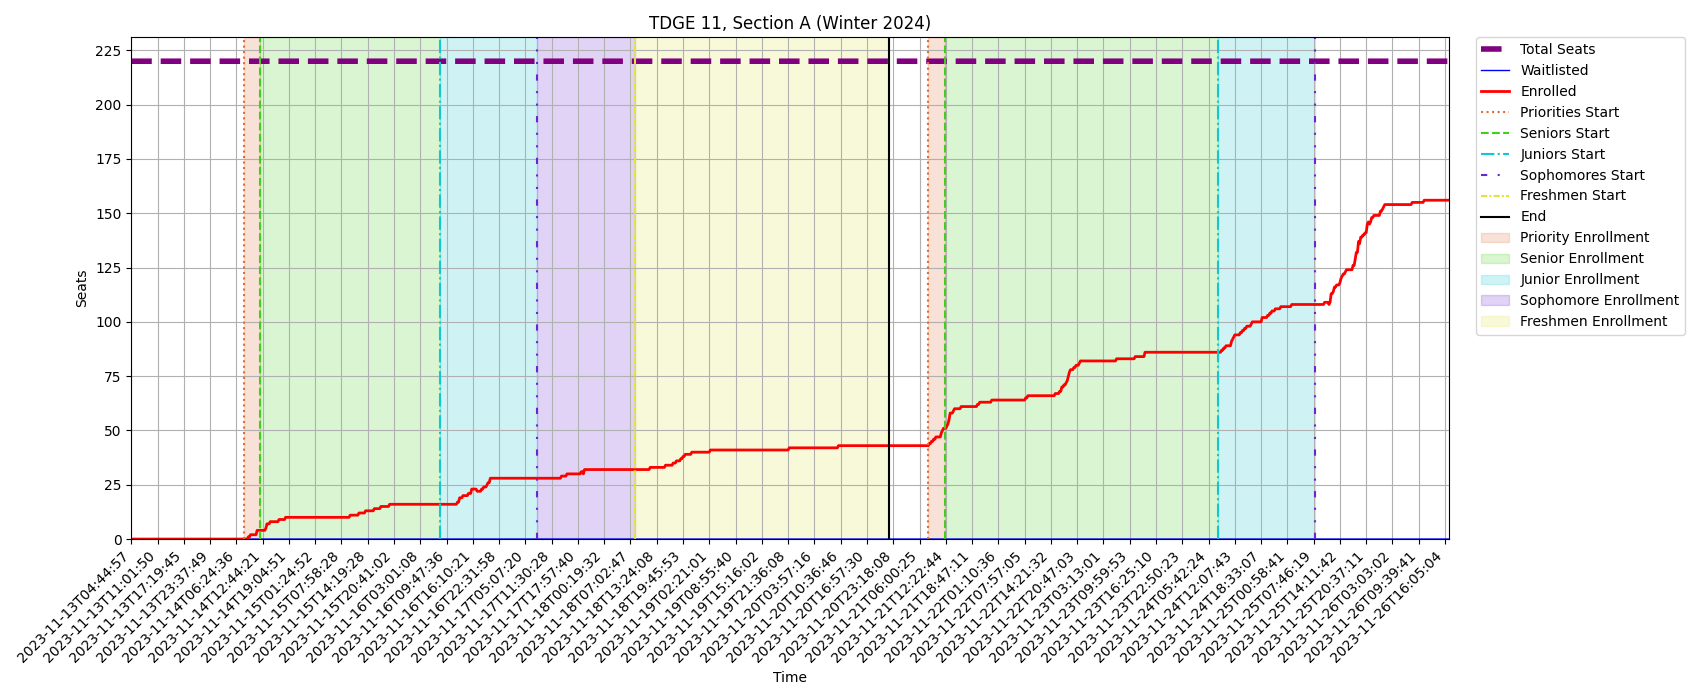 TDGE 11, Section A (Winter 2024)
Seats
225
200
175
150
125
100
75
50
25
0
2023-11-13T04:44:57
2023-11-13T11:01:50
2023-11-13T17:19:45
2023-11-13T23:37:49
2023-11-14T06:24:36
2023-11-14T12:44:21
2023-11-14T19:04:51
2023-11-15T01:24:52
2023-11-15T07:58:28
2023-11-15T14:19:28
2023-11-15T20:41:02
2023-11-16T03:01:08
2023-11-16T09:47:36
2023-11-16T16:10:21
2023-11-16T22:31:58
2023-11-17T05:07:20
2023-11-17T11:30:28
2023-11-17T17:57:40
2023-11-18T00:19:32
2023-11-18T07:02:47
2023-11-18T13:24:08
2023-11-18T19:45:53
2023-11-19T02:21:01
2023-11-19T08:55:40
2023-11-19T15:16:02
2023-11-19T21:36:08
2023-11-20T03:57:16
2023-11-20T10:36:46
2023-11-20T16:57:30
2023-11-20T23:18:08
2023-11-21T06:00:25
2023-11-21T12:22:44
2023-11-21T18:47:11
2023-11-22T01:10:36
2023-11-22T07:57:05
2023-11-22T14:21:32
2023-11-22T20:47:03
2023-11-23T03:13:01
2023-11-23T09:59:53
2023-11-23T16:25:10
2023-11-23T22:50:23
2023-11-24T05:42:24
2023-11-24T12:07:43
2023-11-24T18:33:07
2023-11-25T00:58:41
2023-11-25T07:46:19
2023-11-25T14:11:42
2023-11-25T20:37:11
2023-11-26T03:03:02
2023-11-26T09:39:41
2023-11-26T16:05:04
Time
Total Seats
Waitlisted
Enrolled
Priorities Start
Seniors Start
Juniors Start
Sophomores Start
Freshmen Start
End
Priority Enrollment
Senior Enrollment
Junior Enrollment
Sophomore Enrollment
Freshmen Enrollment